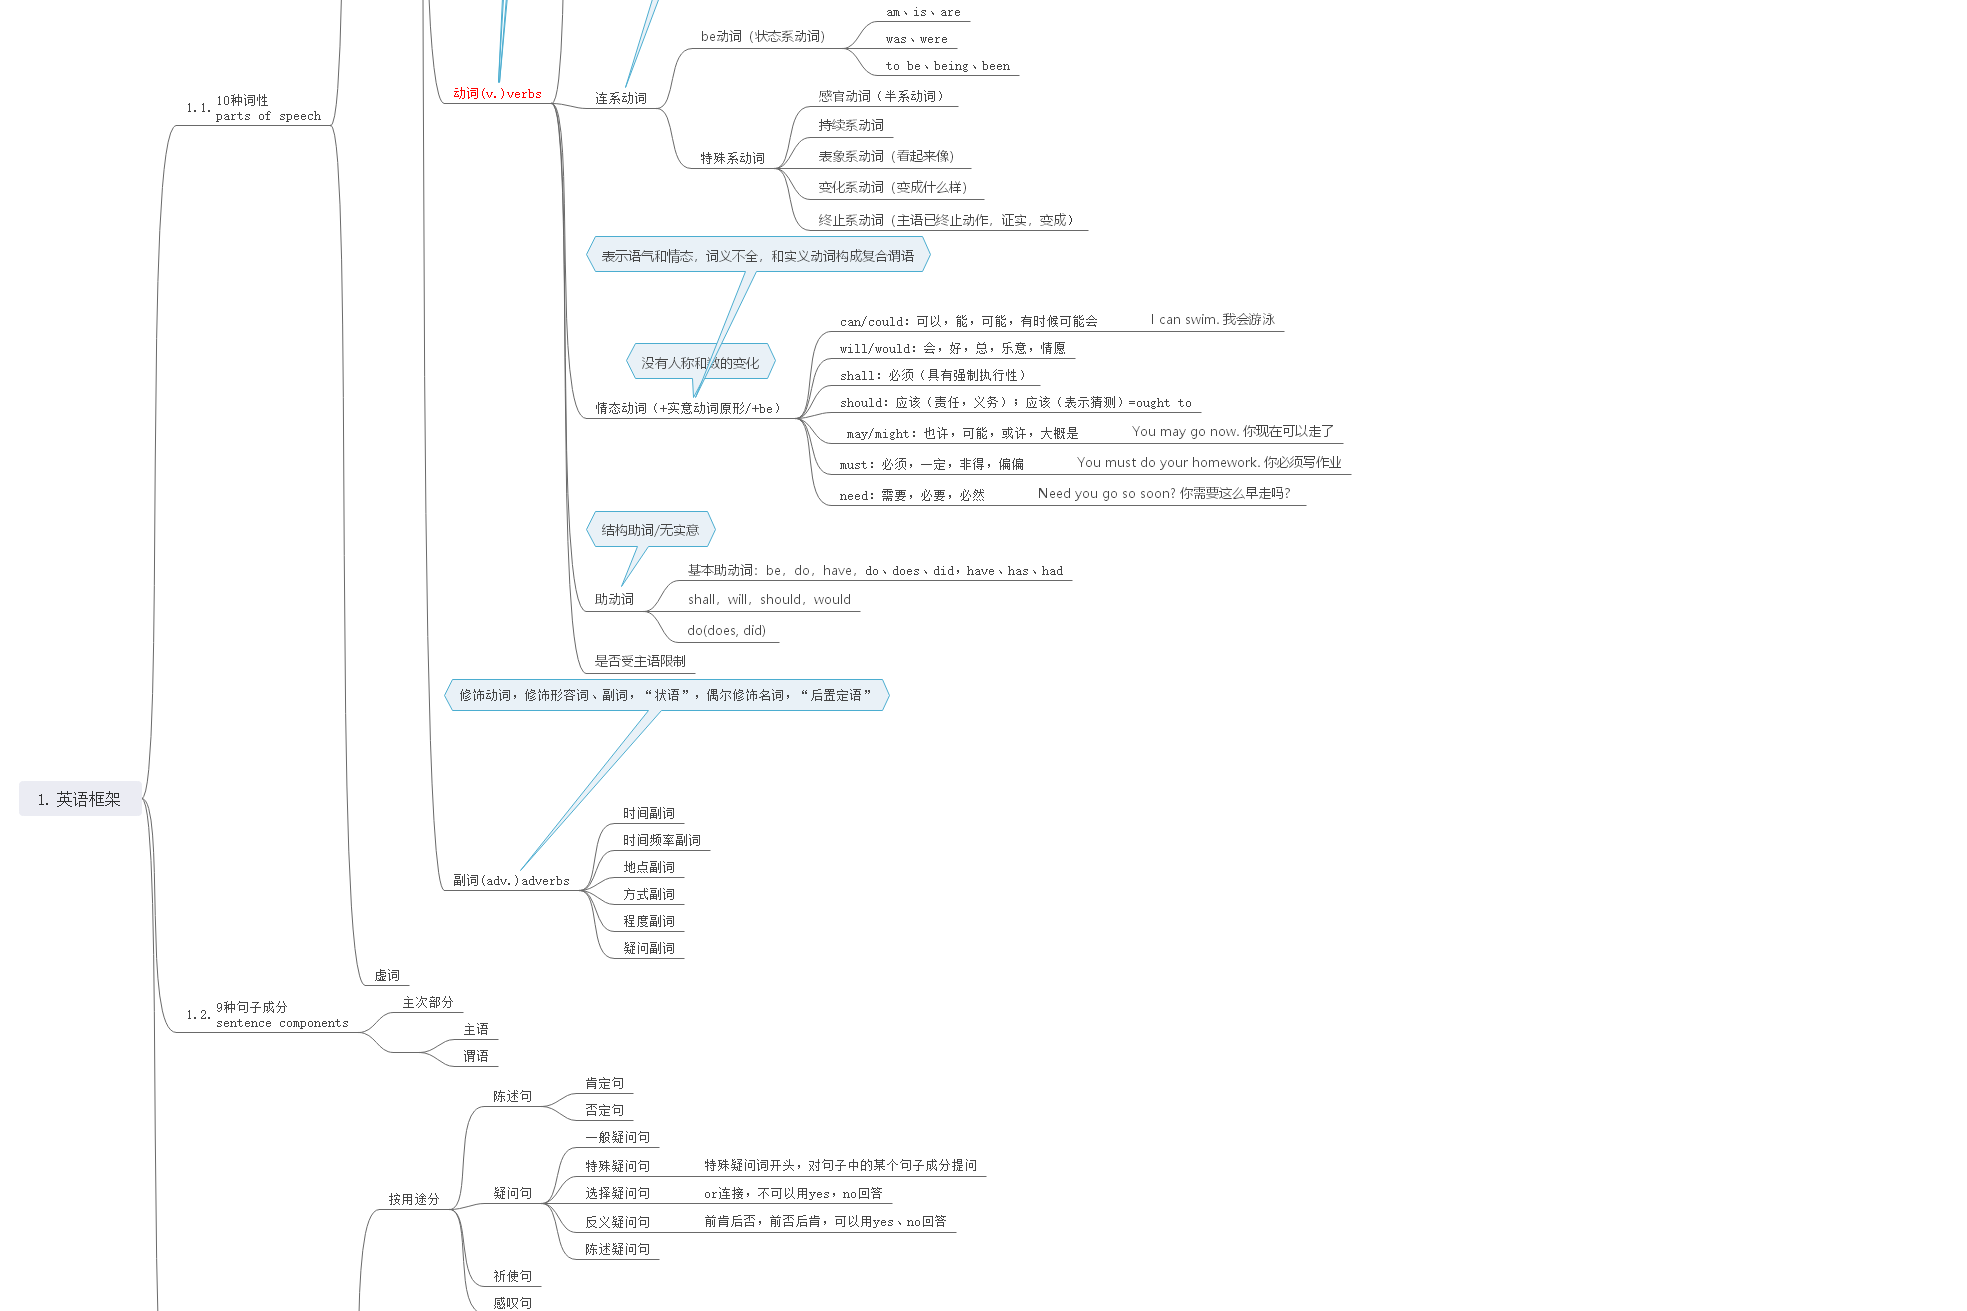 1. 英语框架
1.1. 10种词性
parts of speech
动词(v.)verbs
连系动词
be动词（状态系动词）
am、is、are
was、were
to be、being、been
特殊系动词
感官动词（半系动词）
持续系动词
表象系动词（看起来像）
变化系动词（变成什么样）
终止系动词（主语已终止动作，证实，变成）
表示语气和情态，词义不全，和实义动词构成复合谓语
没有人称和数的变化
情态动词（+实意动词原形/+be）
can/could：可以，能，可能，有时候可能会
I can swim. 我会游泳
will/would：会，好，总，乐意，情愿
shall：必须（具有强制执行性）
should：应该（责任，义务）；应该（表示猜测）=ought to
may/might：也许，可能，或许，大概是
You may go now. 你现在可以走了
must：必须，一定，非得，偏偏
You must do your homework. 你必须写作业
need：需要，必要，必然
Need you go so soon? 你需要这么早走吗?
结构助词/无实意
助动词
基本助动词：be，do，have，do、does、did，have、has、had
shall，will，should，would
do(does, did)
是否受主语限制
修饰动词，修饰形容词、副词，“状语”，偶尔修饰名词，“后置定语”
副词(adv.)adverbs
时间副词
时间频率副词
地点副词
方式副词
程度副词
疑问副词
虚词
1.2. 9种句子成分
sentence components
主次部分
主语
谓语
按用途分
陈述句
肯定句
否定句
疑问句
一般疑问句
特殊疑问句
特殊疑问词开头，对句子中的某个句子成分提问
选择疑问句
or连接，不可以用yes，no回答
反义疑问句
前肯后否，前否后肯，可以用yes、no回答
陈述疑问句
祈使句
感叹句